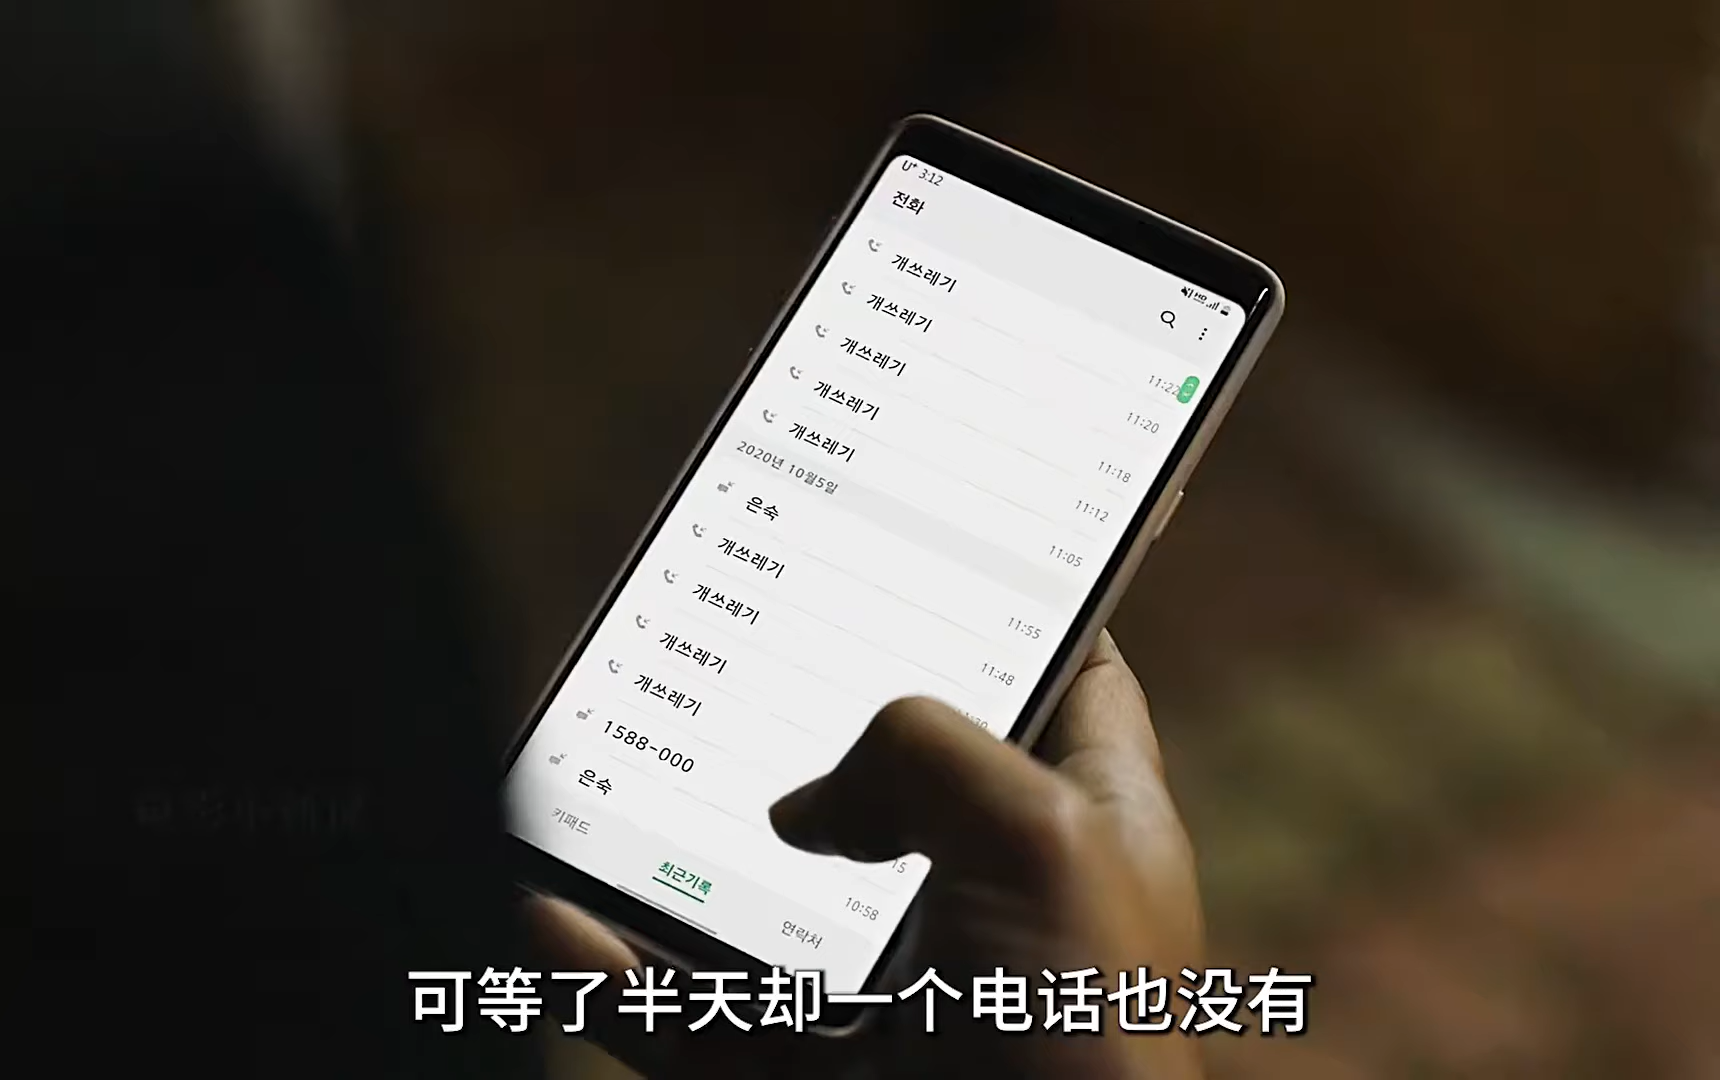 U+ 3:12
전화
개쓰레기 11:22
개쓰레기 11:20
개쓰레기 11:18
개쓰레기 11:12
개쓰레기 11:05
2020년 10월5일
은숙 11:55
개쓰레기 11:48
개쓰레기
개쓰레기
개쓰레기
1588-000 15
은숙 10:58
키패드 최근기록 연락처
可等了半天却一个电话也没有